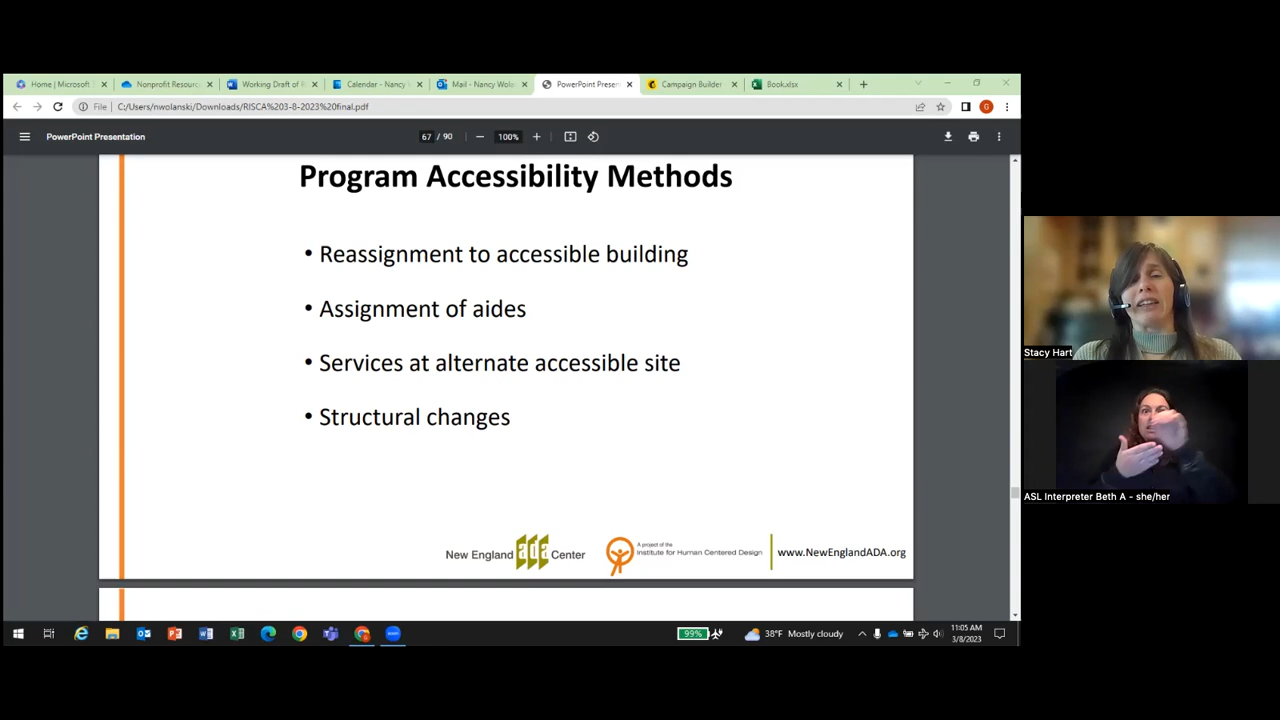 Home | Microsoft
Nonprofit Resourc
Working Draft of R
Calendar - Nancy W
Mail - Nancy Wola
PowerPoint Presen
Campaign Builder
Book.xlsx
File
C:/Users/nwolanski/Downloads/RISCA%203-8-2023%20final.pdf
G
PowerPoint Presentation
67 / 90
100%
Program Accessibility Methods
• Reassignment to accessible building
• Assignment of aides
• Services at alternate accessible site
• Structural changes
New England ada Center
A project of the
Institute for Human Centered Design
www.NewEnglandADA.org
Stacy Hart
ASL Interpreter Beth A - she/her
99%
38°F Mostly cloudy
11:05 AM
3/8/2023